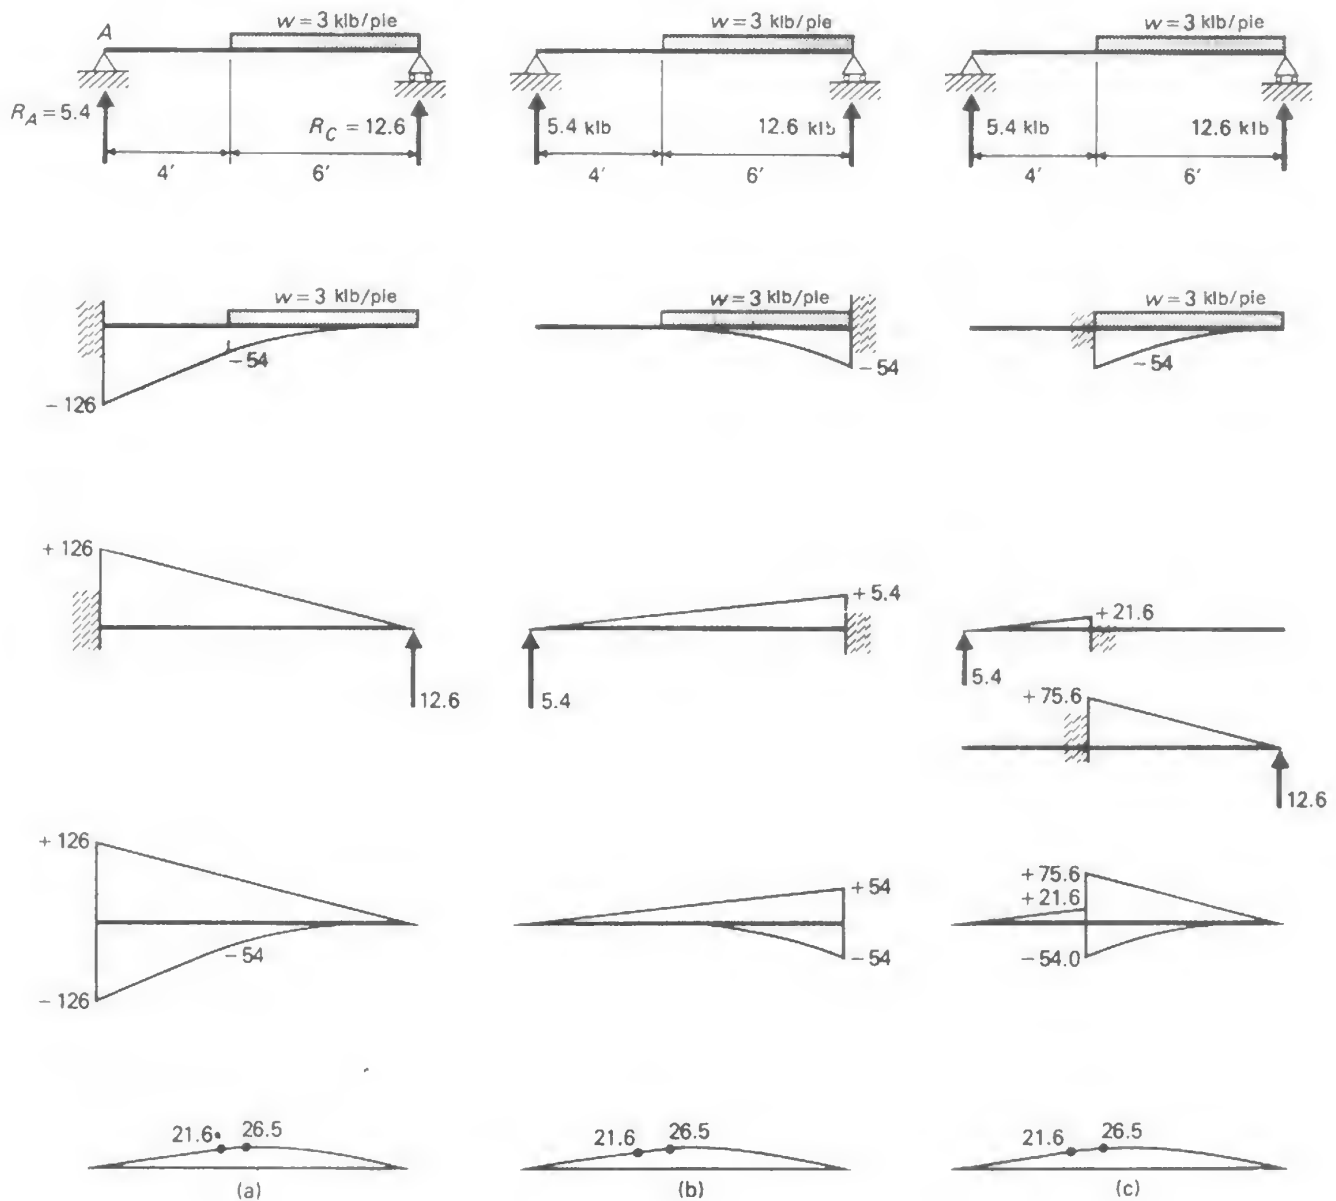 A
w = 3 klb/pie
w = 3 klb/pie
w = 3 klb/pie
R_A = 5.4
R_C = 12.6
5.4 klb
12.6 klb
5.4 klb
12.6 klb
4'
6'
4'
6'
4'
6'
w = 3 klb/pie
w = 3 klb/pie
w = 3 klb/pie
−54
−126
−54
−54
+126
12.6
+5.4
5.4
+21.6
5.4
+75.6
12.6
+126
−54
−126
+54
−54
+75.6
+21.6
−54.0
21.6
26.5
21.6
26.5
21.6
26.5
(a)
(b)
(c)